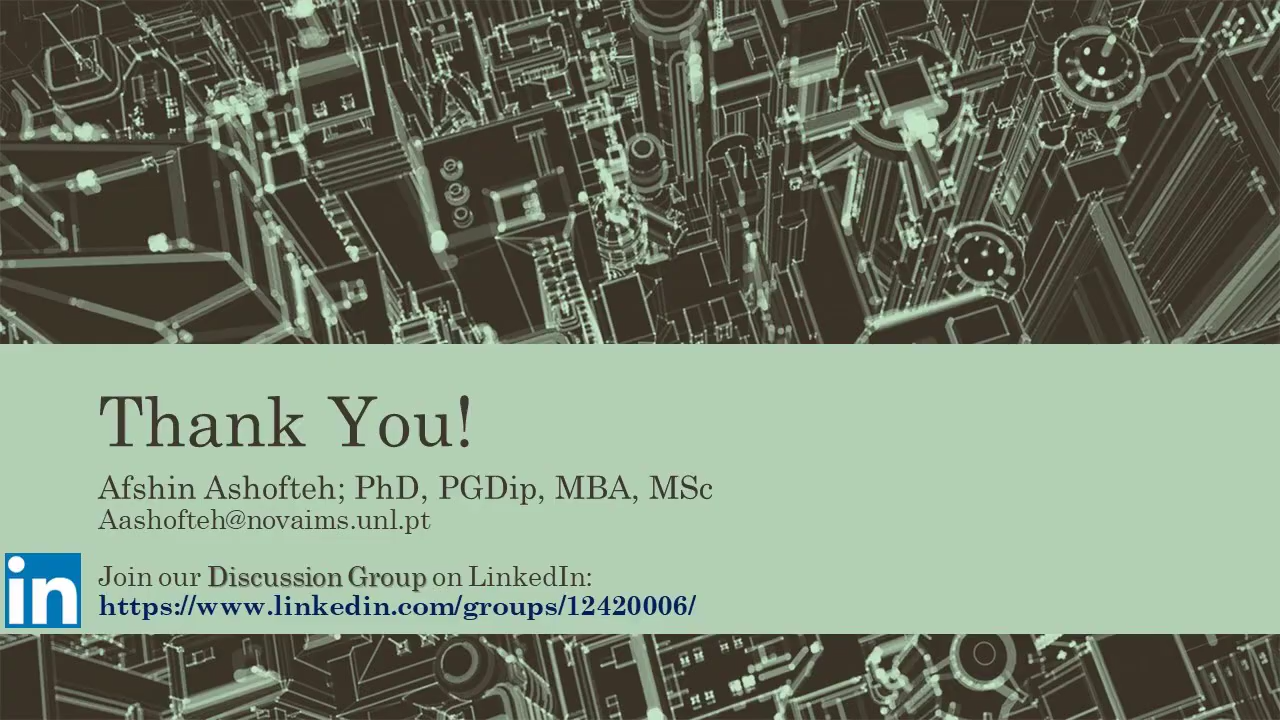 Thank You!
Afshin Ashofteh; PhD, PGDip, MBA, MSc
Aashofteh@novaims.unl.pt
Join our Discussion Group on LinkedIn:
in https://www.linkedin.com/groups/12420006/